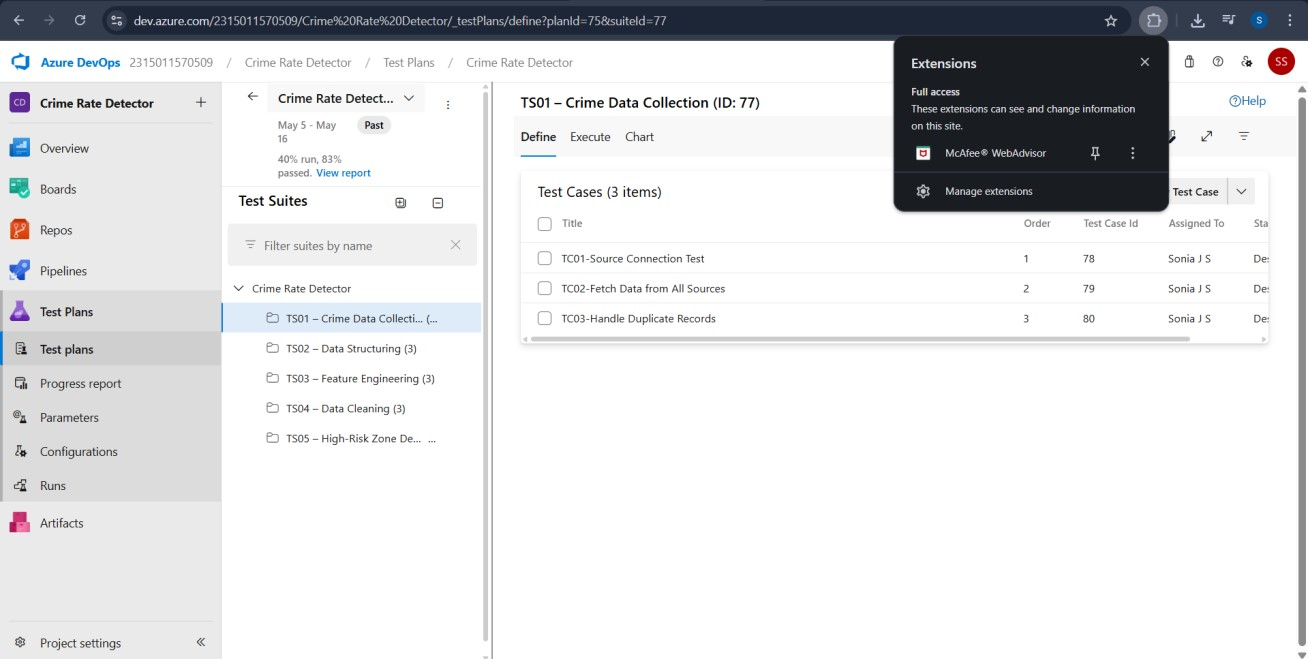 dev.azure.com/2315011570509/Crime%20Rate%20Detector/_testPlans/define?planId=75&suiteId=77
S
Azure DevOps 2315011570509 / Crime Rate Detector / Test Plans / Crime Rate Detector
SS
CD Crime Rate Detector
Overview
Boards
Repos
Pipelines
Test Plans
Test plans
Progress report
Parameters
Configurations
Runs
Artifacts
Project settings
Crime Rate Detect...
May 5 - May
16
Past
40% run, 83%
passed. View report
Test Suites
Filter suites by name
Crime Rate Detector
TS01 – Crime Data Collecti... (...
TS02 – Data Structuring (3)
TS03 – Feature Engineering (3)
TS04 – Data Cleaning (3)
TS05 – High-Risk Zone De... ...
TS01 – Crime Data Collection (ID: 77)
Help
Define Execute Chart
Test Cases (3 items)
Test Case
Title Order Test Case Id Assigned To Sta
TC01-Source Connection Test 1 78 Sonia J S De
TC02-Fetch Data from All Sources 2 79 Sonia J S De
TC03-Handle Duplicate Records 3 80 Sonia J S De
Extensions
Full access
These extensions can see and change information
on this site.
McAfee® WebAdvisor
Manage extensions